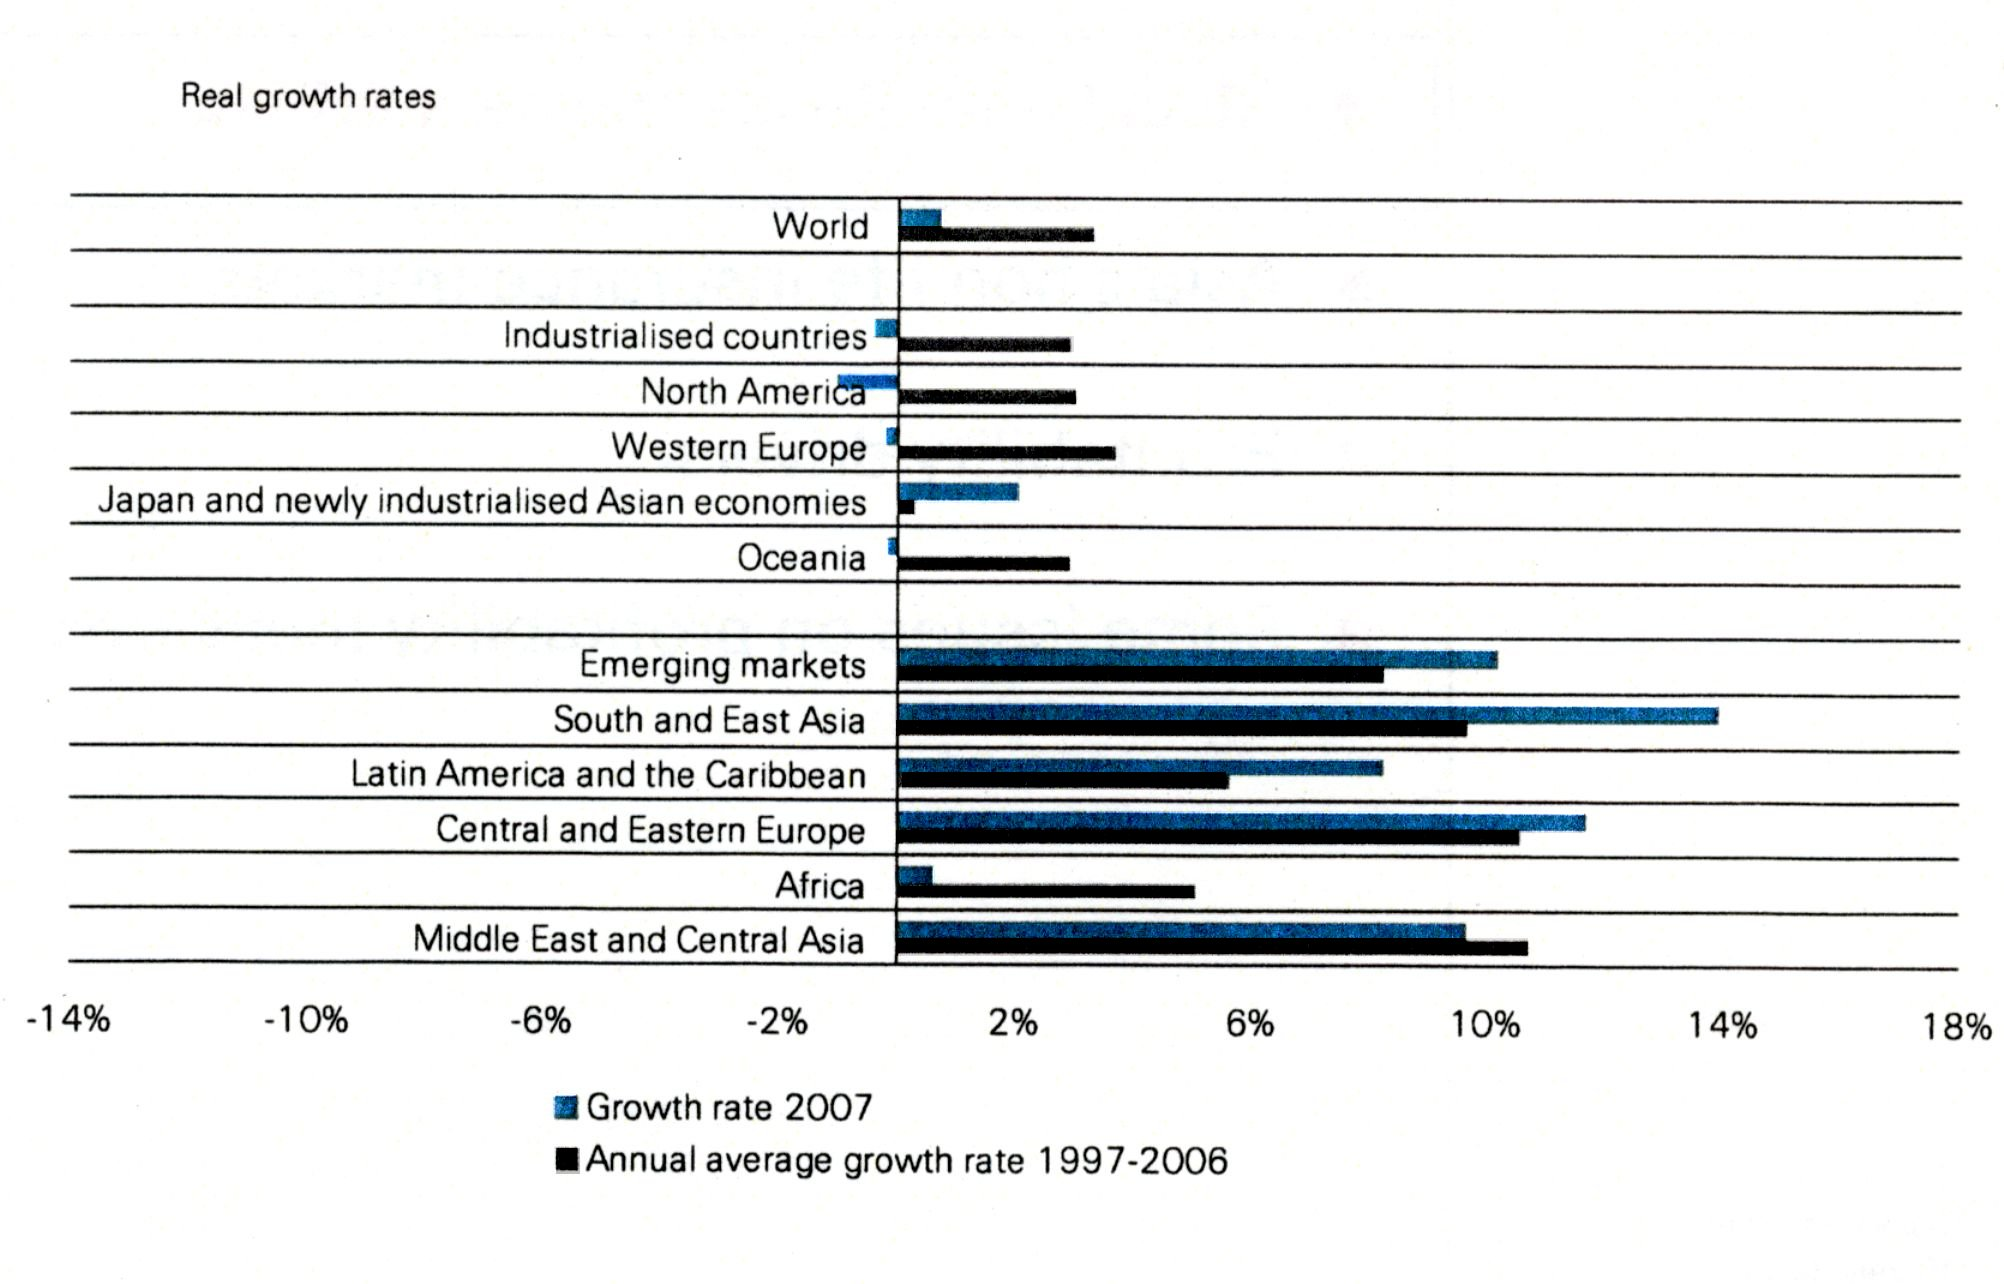 Real growth rates
World
Industrialised countries
North America
Western Europe
Japan and newly industrialised Asian economies
Oceania
Emerging markets
South and East Asia
Latin America and the Caribbean
Central and Eastern Europe
Africa
Middle East and Central Asia
-14% -10% -6% -2% 2% 6% 10% 14% 18%
Growth rate 2007
Annual average growth rate 1997-2006